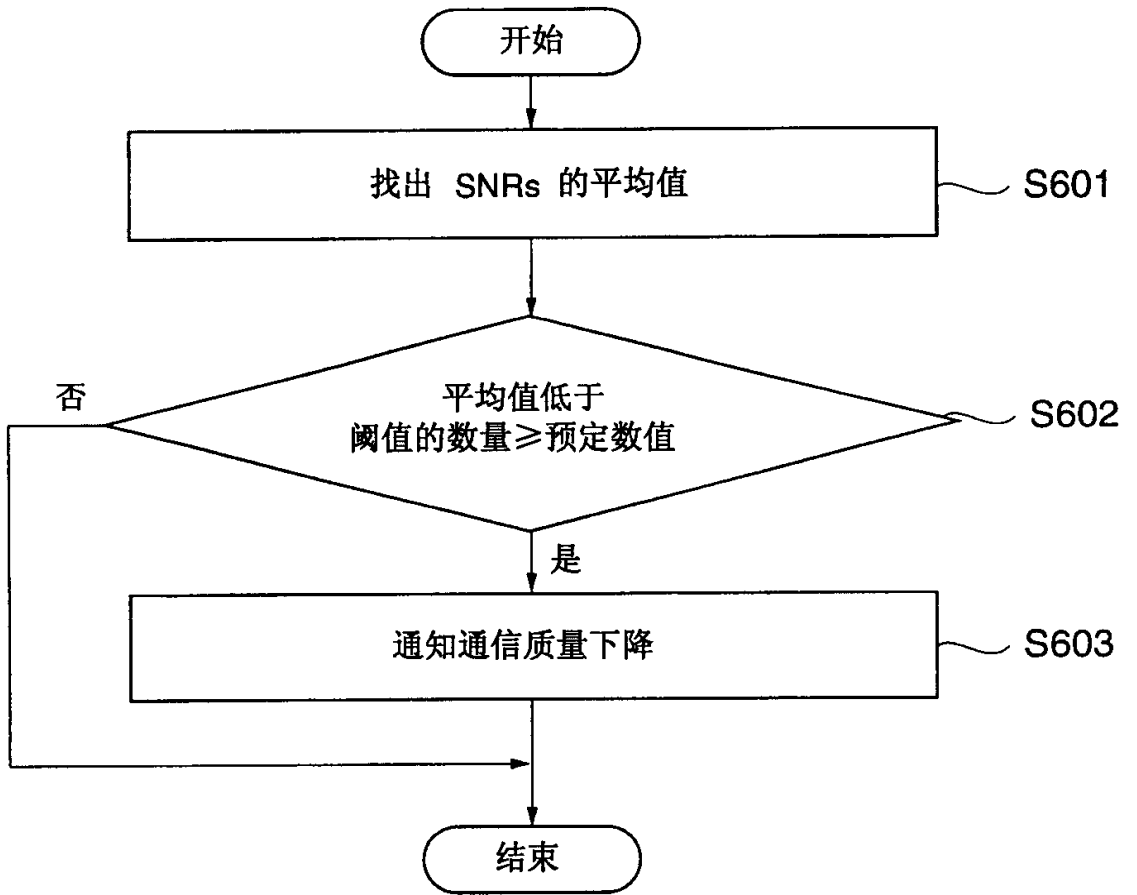 开始
找出 SNRs 的平均值
S601
否
平均值低于
阈值的数量≥预定数值
S602
是
通知通信质量下降
S603
结束